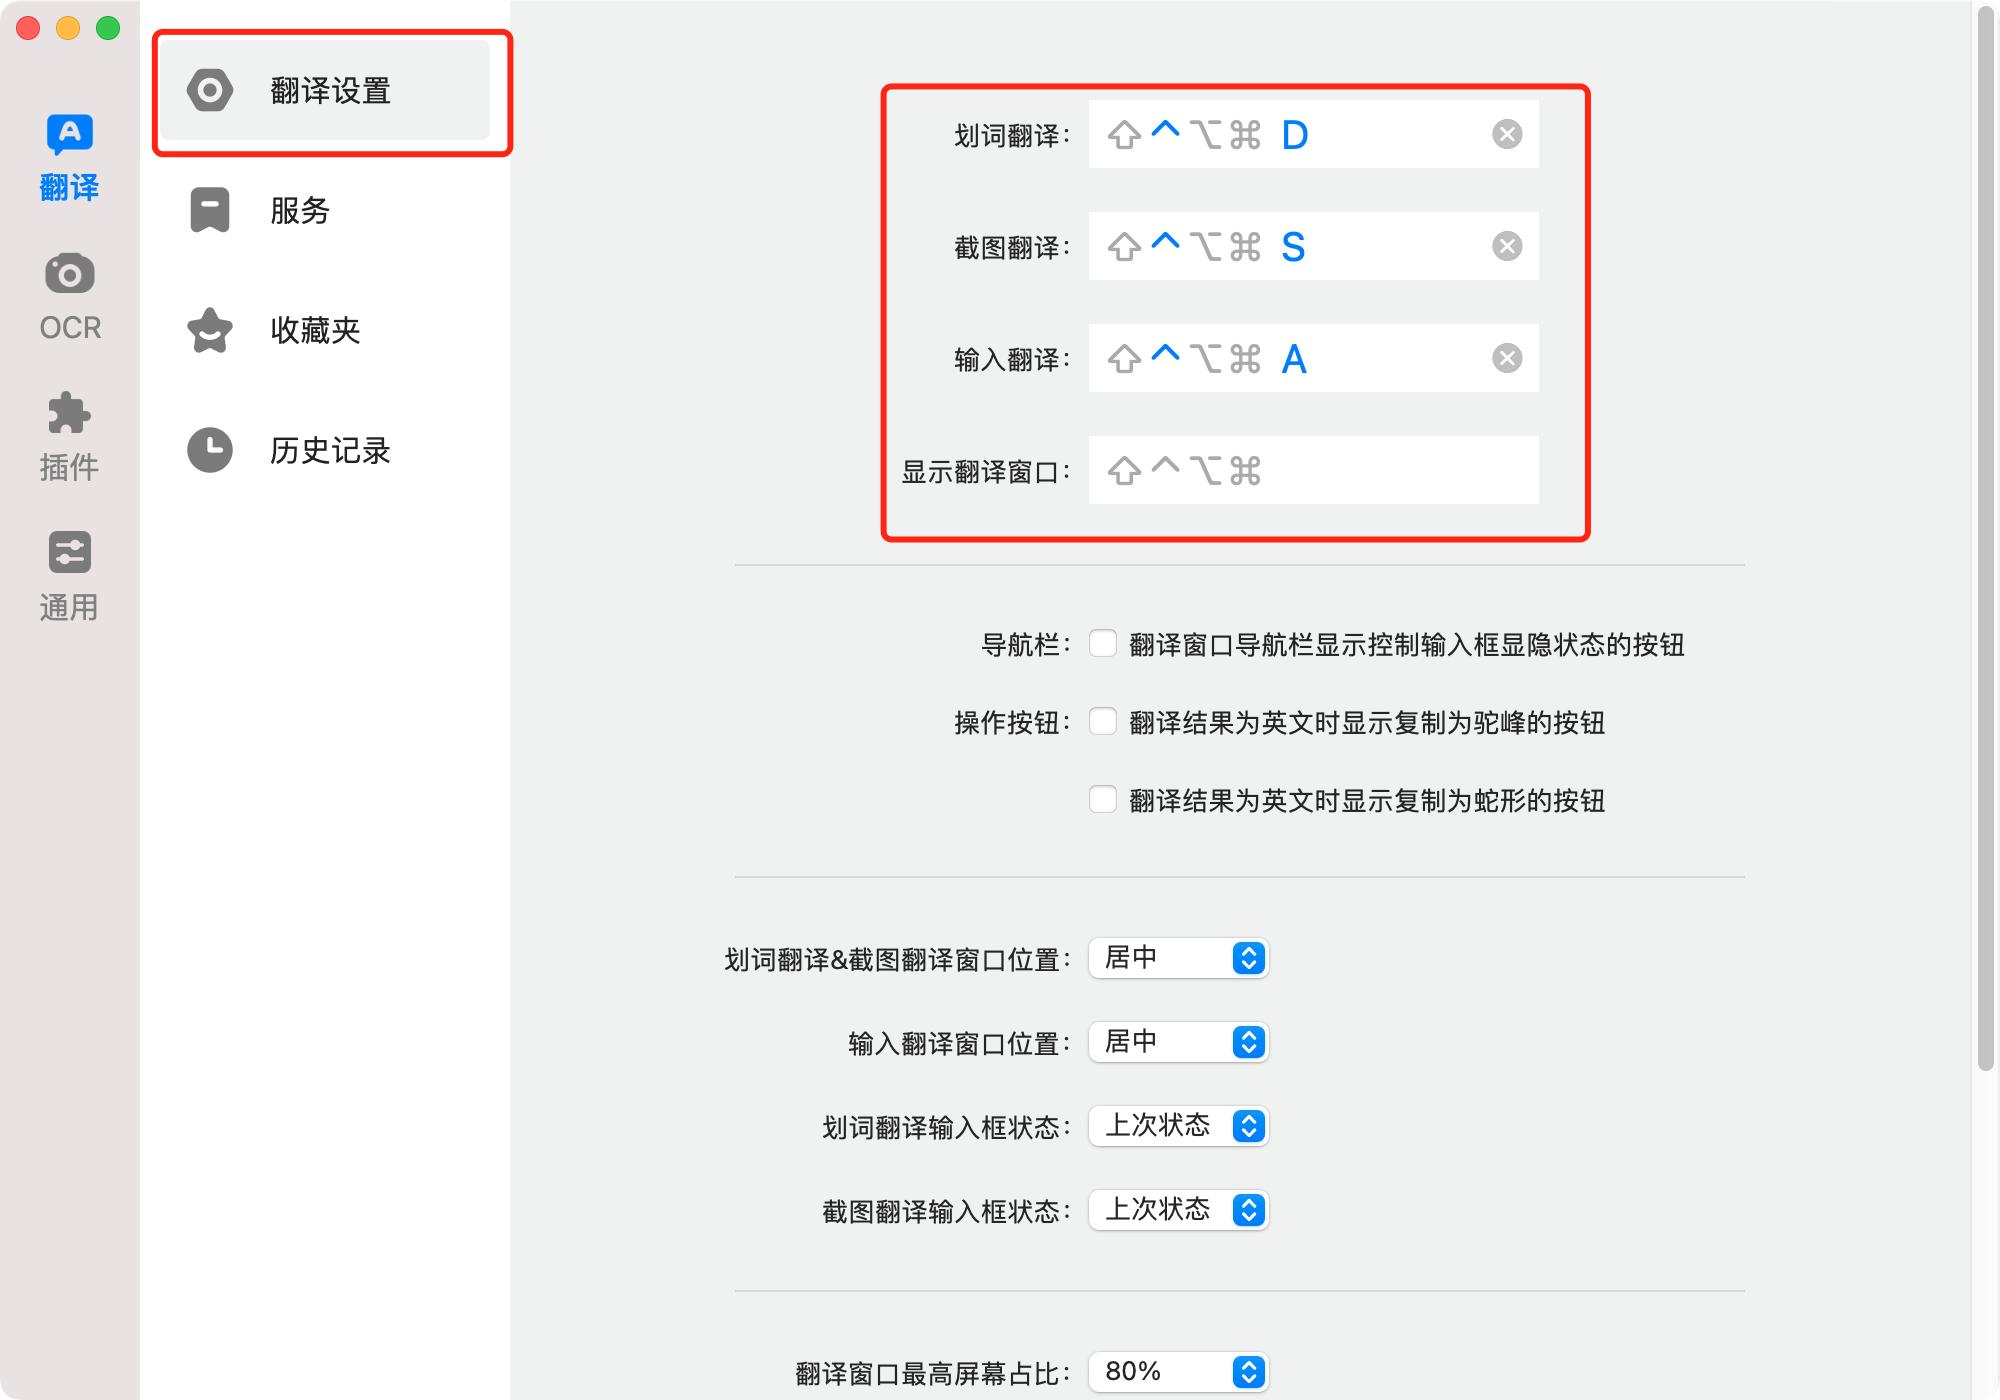 翻译
OCR
插件
通用
翻译设置
服务
收藏夹
历史记录
划词翻译: ⇧⌃⌥⌘ D
截图翻译: ⇧⌃⌥⌘ S
输入翻译: ⇧⌃⌥⌘ A
显示翻译窗口: ⇧⌃⌥⌘
导航栏: 翻译窗口导航栏显示控制输入框显隐状态的按钮
操作按钮: 翻译结果为英文时显示复制为驼峰的按钮
翻译结果为英文时显示复制为蛇形的按钮
划词翻译&截图翻译窗口位置: 居中
输入翻译窗口位置: 居中
划词翻译输入框状态: 上次状态
截图翻译输入框状态: 上次状态
翻译窗口最高屏幕占比: 80%